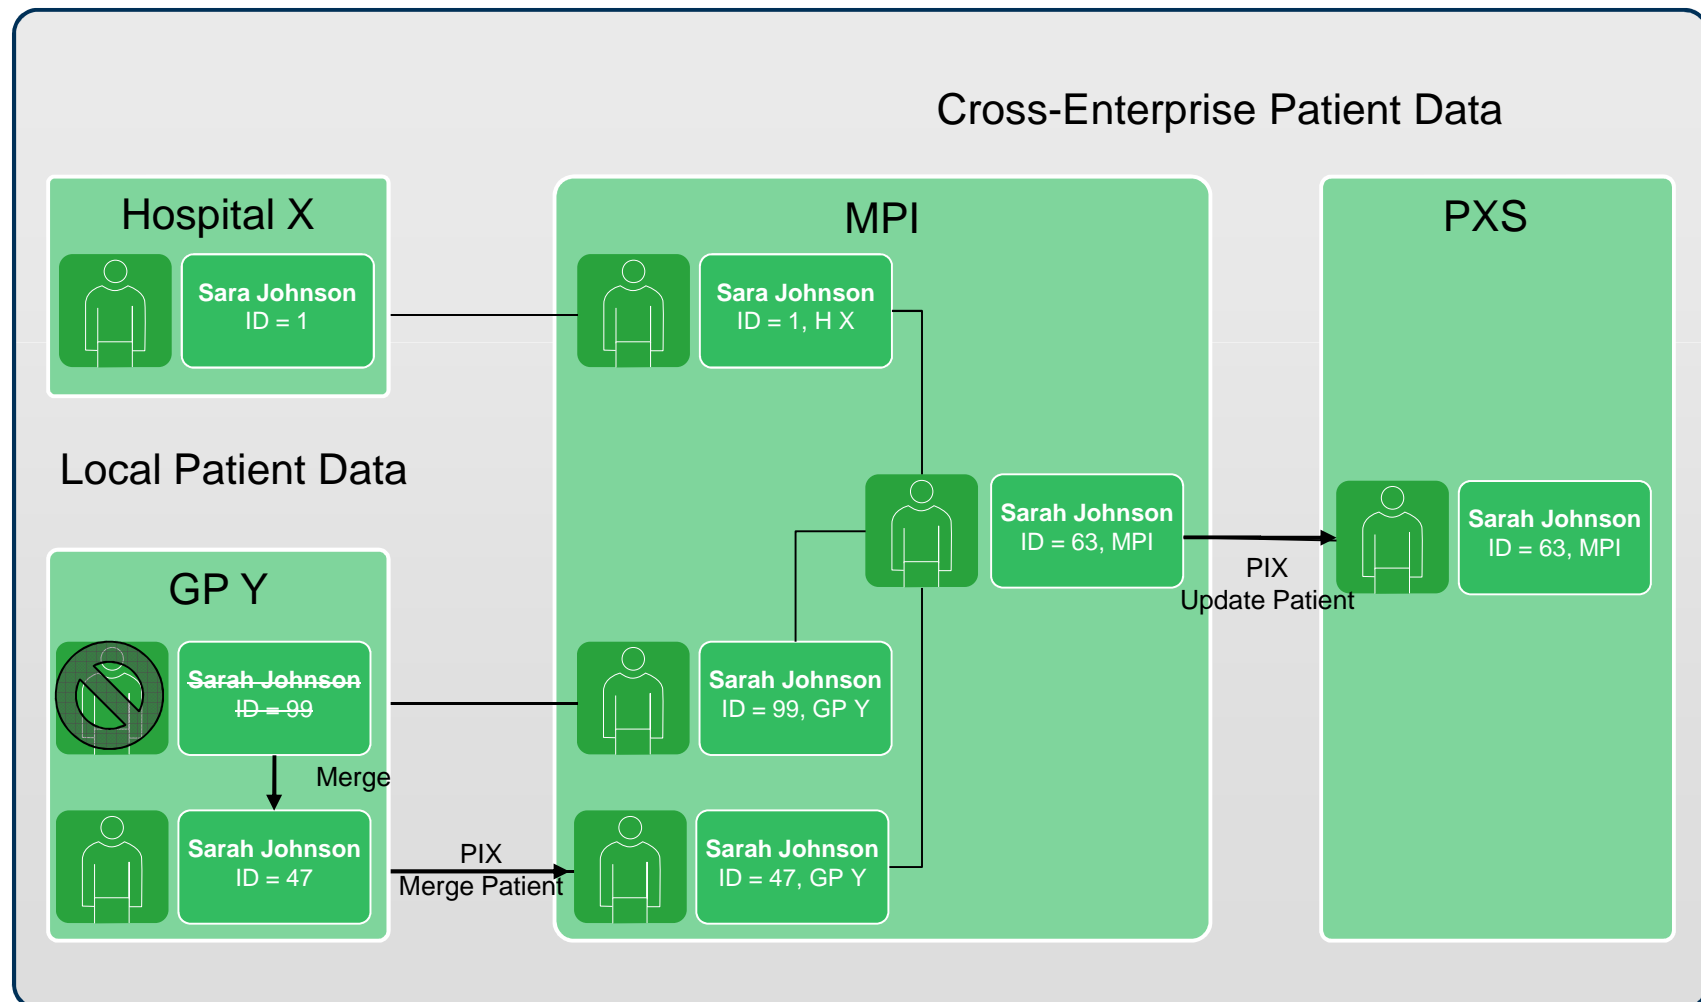 Cross-Enterprise Patient Data
Hospital X
Sara Johnson
ID = 1
MPI
Sara Johnson
ID = 1, H X
PXS
Local Patient Data
Sarah Johnson
ID = 63, MPI
PIX
Update Patient
Sarah Johnson
ID = 63, MPI
GP Y
Sarah Johnson
ID = 99
Merge
Sarah Johnson
ID = 47
Sarah Johnson
ID = 99, GP Y
PIX
Merge Patient
Sarah Johnson
ID = 47, GP Y